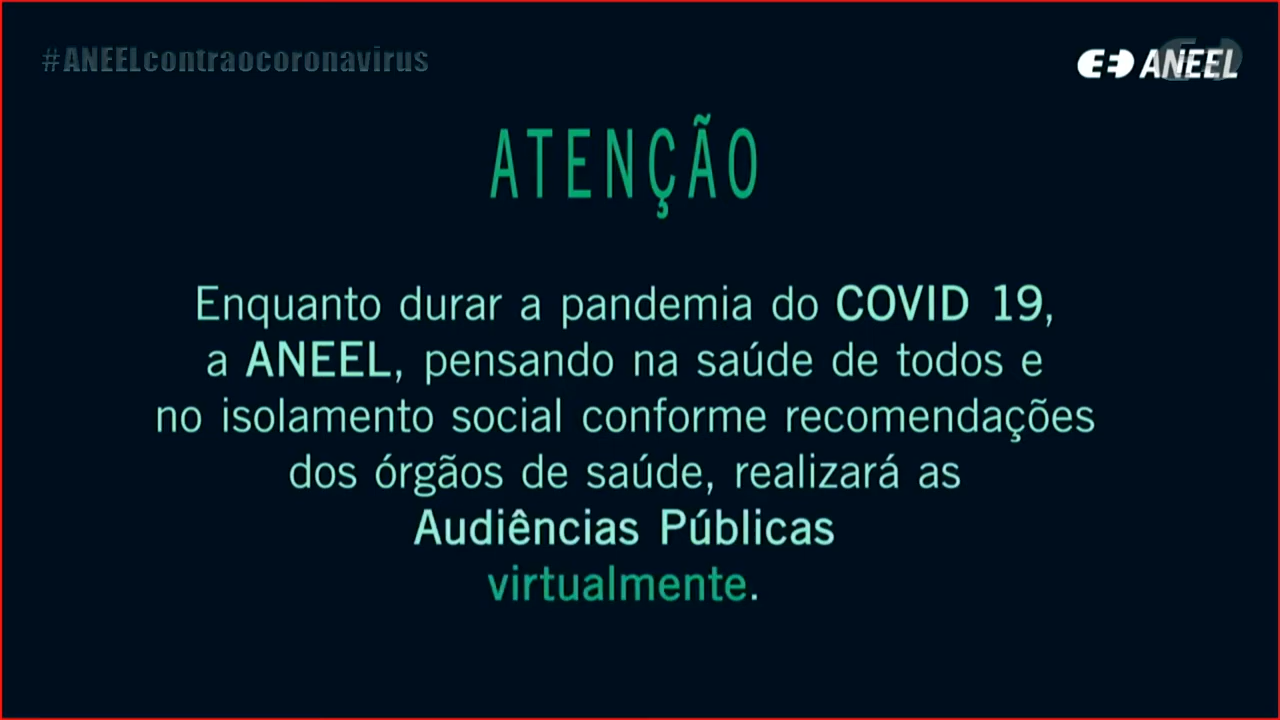 #ANEELcontraocoronavirus
ANEEL
ATENÇÃO
Enquanto durar a pandemia do COVID 19,
a ANEEL, pensando na saúde de todos e
no isolamento social conforme recomendações
dos órgãos de saúde, realizará as
Audiências Públicas
virtualmente.